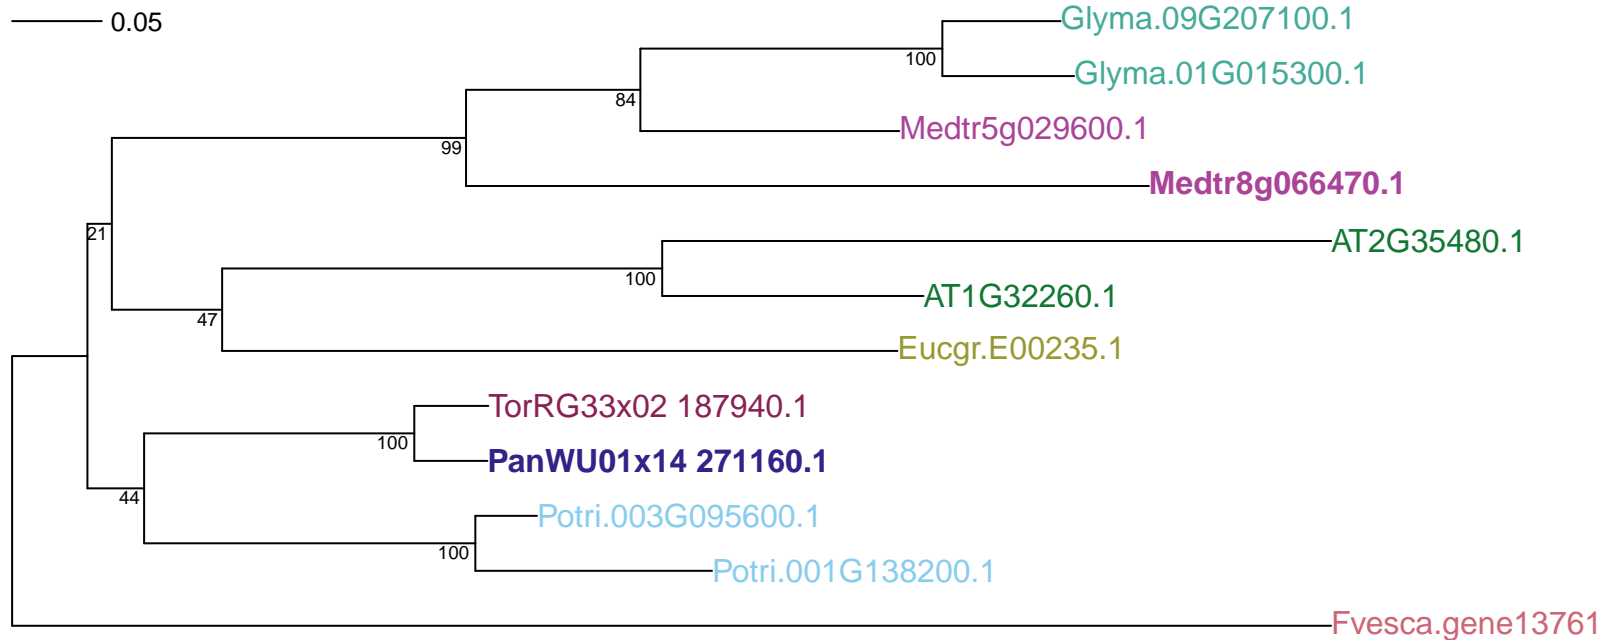 0.05
Glyma.09G207100.1
100
Glyma.01G015300.1
84
Medtr5g029600.1
99
Medtr8g066470.1
21
AT2G35480.1
100
AT1G32260.1
47
Eucgr.E00235.1
TorRG33x02 187940.1
100
PanWU01x14 271160.1
44
Potri.003G095600.1
100
Potri.001G138200.1
Fvesca.gene13761